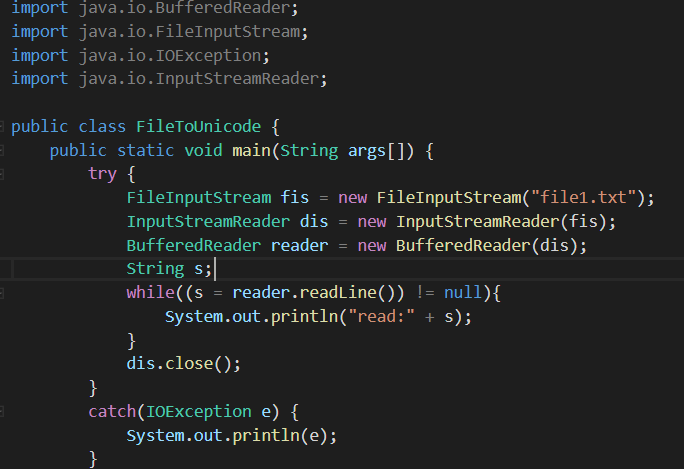 import java.io.BufferedReader;
import java.io.FileInputStream;
import java.io.IOException;
import java.io.InputStreamReader;

public class FileToUnicode {
    public static void main(String args[]) {
        try {
            FileInputStream fis = new FileInputStream("file1.txt");
            InputStreamReader dis = new InputStreamReader(fis);
            BufferedReader reader = new BufferedReader(dis);
            String s;
            while((s = reader.readLine()) != null){
                System.out.println("read:" + s);
            }
            dis.close();
        }
        catch(IOException e) {
            System.out.println(e);
        }